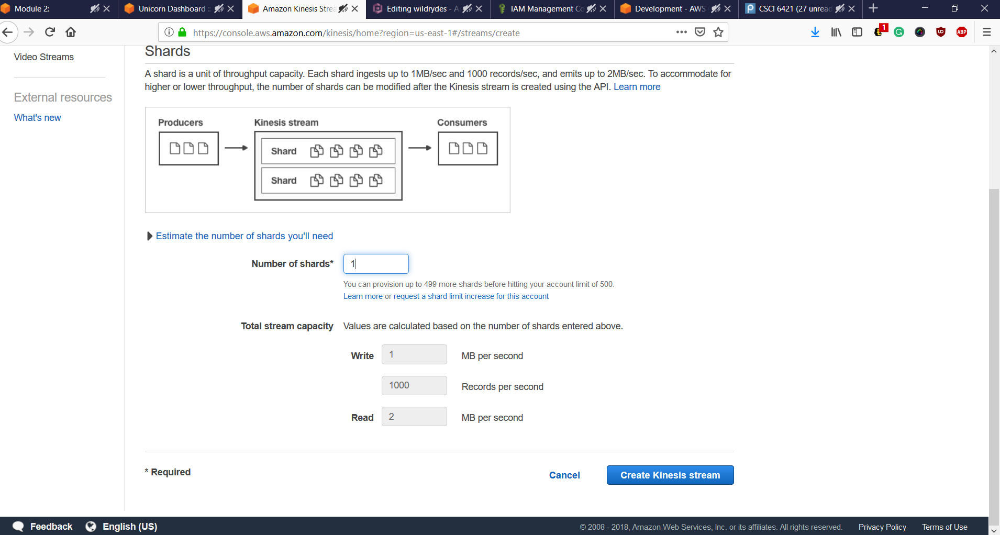 Module 2:
Unicorn Dashboard ::
Amazon Kinesis Strea
Editing wildrydes - A
IAM Management Co
Development - AWS
CSCI 6421 (27 unread
https://console.aws.amazon.com/kinesis/home?region=us-east-1#/streams/create
1
ABP
Video Streams
External resources
What's new
Shards
A shard is a unit of throughput capacity. Each shard ingests up to 1MB/sec and 1000 records/sec, and emits up to 2MB/sec. To accommodate for
higher or lower throughput, the number of shards can be modified after the Kinesis stream is created using the API. Learn more
Producers
Kinesis stream
Consumers
Shard
Shard
Estimate the number of shards you'll need
Number of shards* 1
You can provision up to 499 more shards before hitting your account limit of 500.
Learn more or request a shard limit increase for this account
Total stream capacity Values are calculated based on the number of shards entered above.
Write 1 MB per second
1000 Records per second
Read 2 MB per second
* Required
Cancel
Create Kinesis stream
Feedback
English (US)
© 2008 - 2018, Amazon Web Services, Inc. or its affiliates. All rights reserved.
Privacy Policy
Terms of Use